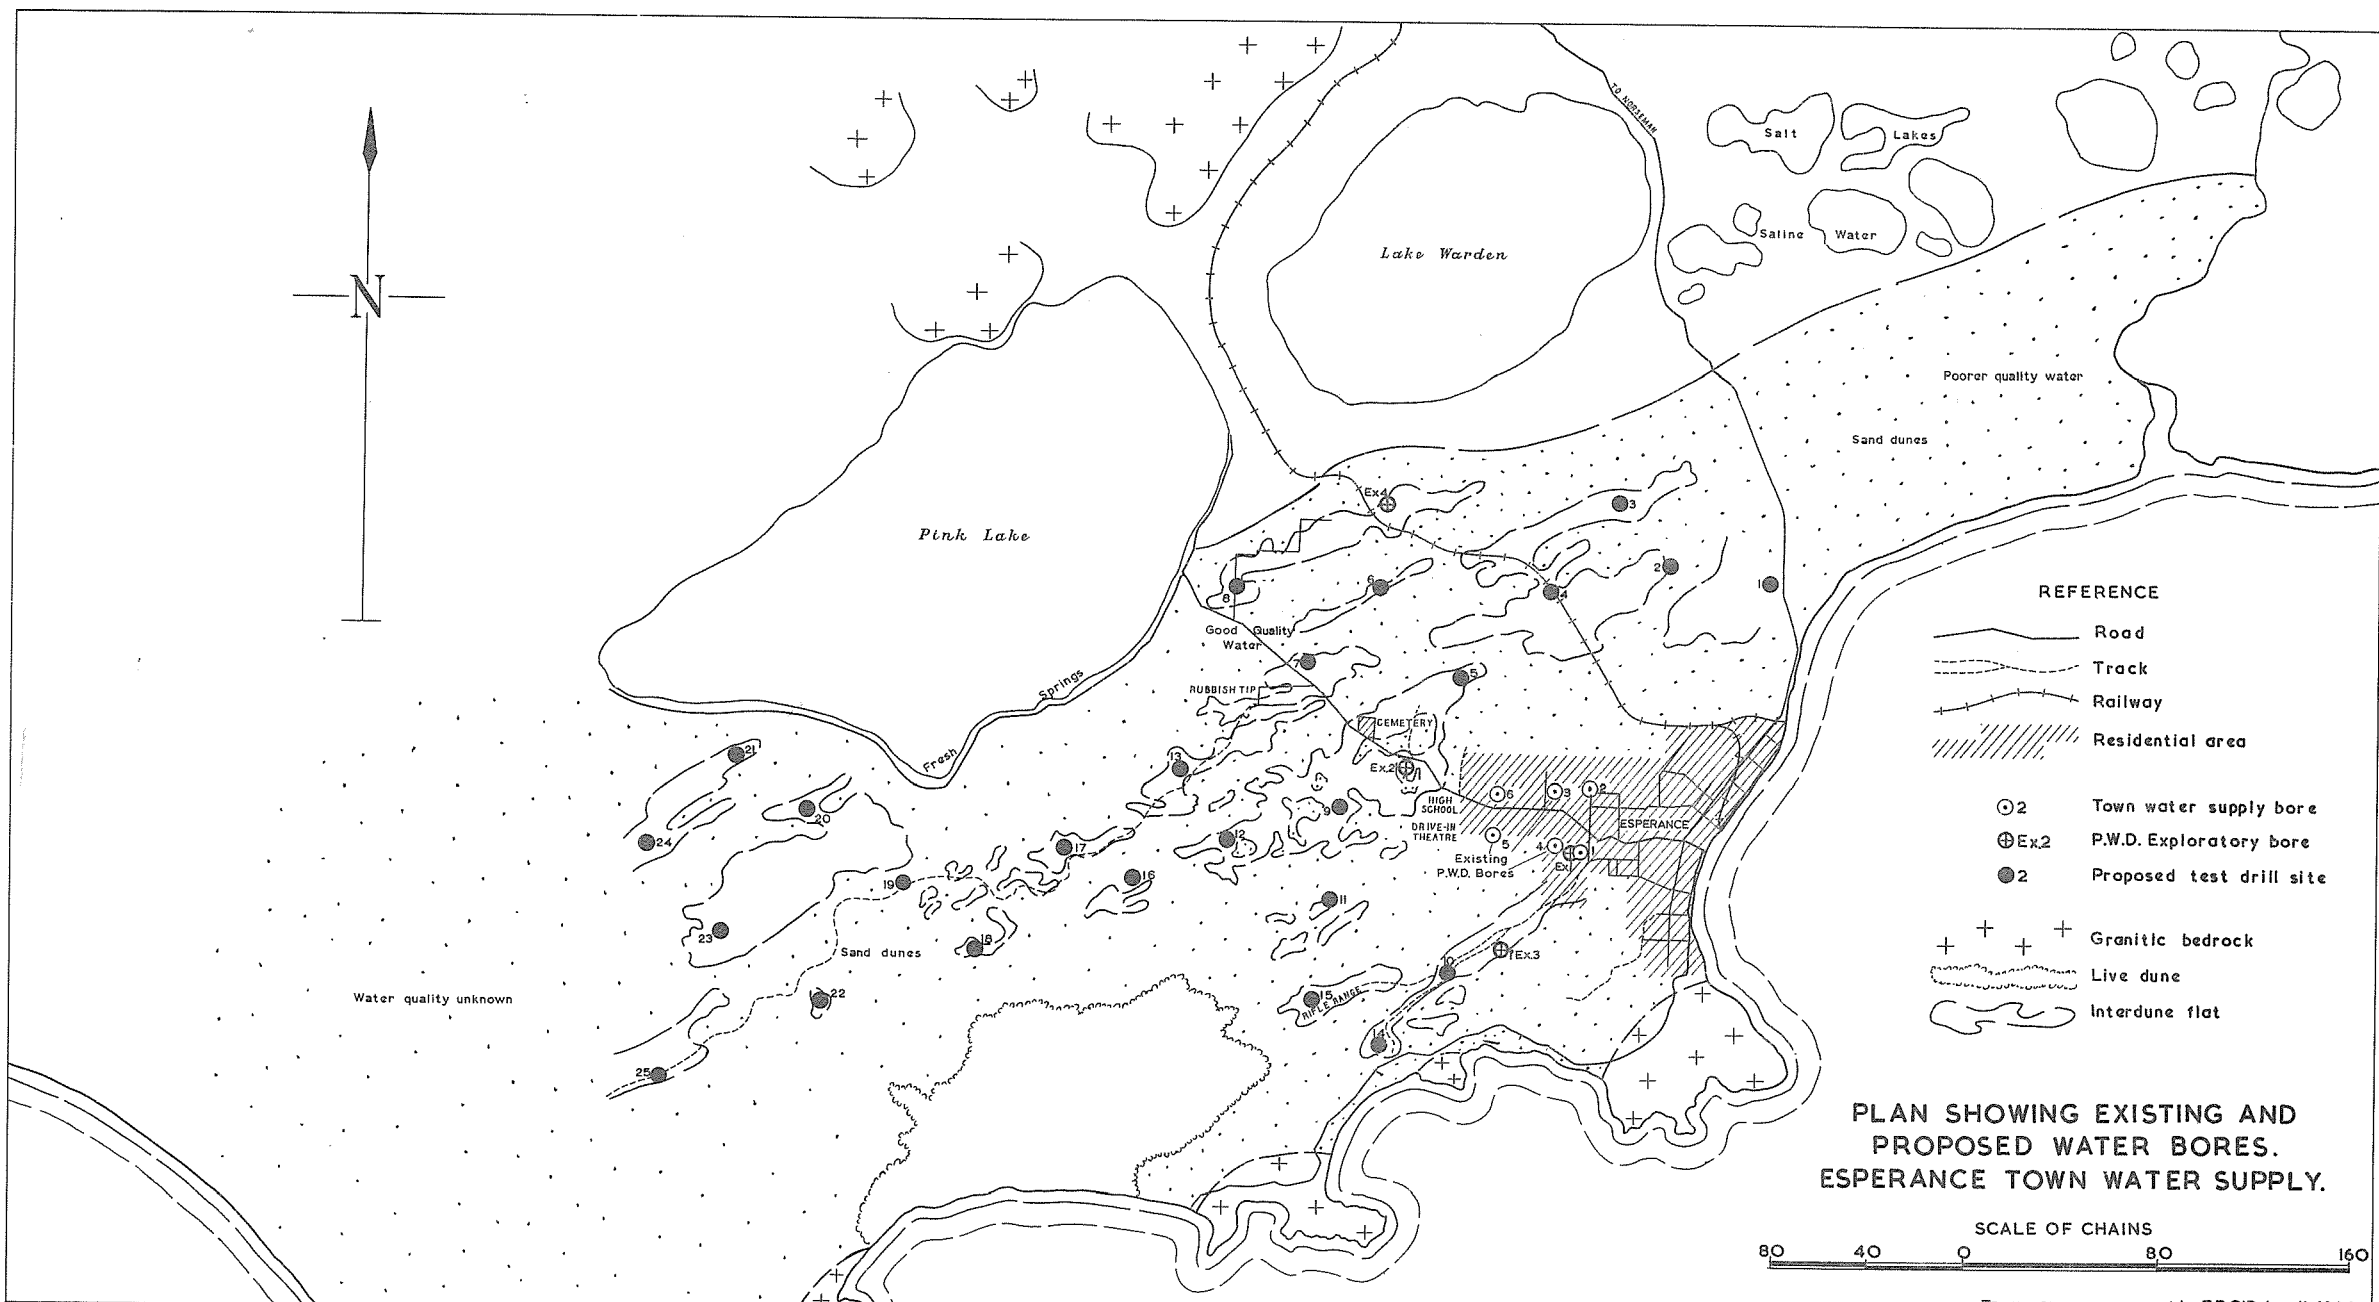 TO NORSEMAN
Salt Lakes
Saline Water
Lake Warden
N
Poorer quality water
Sand dunes
Ex4
3
Pink Lake
2
1
6
4
8
Good Quality
Water
7
5
Springs
RUBBISH TIP
CEMETERY
Fresh
21
13
Ex.2
HIGH
SCHOOL
6
3
2
9
20
DRIVE-IN
THEATRE
ESPERANCE
24
12
5
4
1
17
Existing
P.W.D. Bores
Ex1
19
16
11
23
18
Sand dunes
Ex.3
10
22
15
RIFLE RANGE
Water quality unknown
14
25
REFERENCE
Road
Track
Railway
Residential area
2 Town water supply bore
Ex.2 P.W.D. Exploratory bore
2 Proposed test drill site
Granitic bedrock
Live dune
Interdune flat
PLAN SHOWING EXISTING AND
PROPOSED WATER BORES.
ESPERANCE TOWN WATER SUPPLY.
SCALE OF CHAINS
80 40 0 80 160